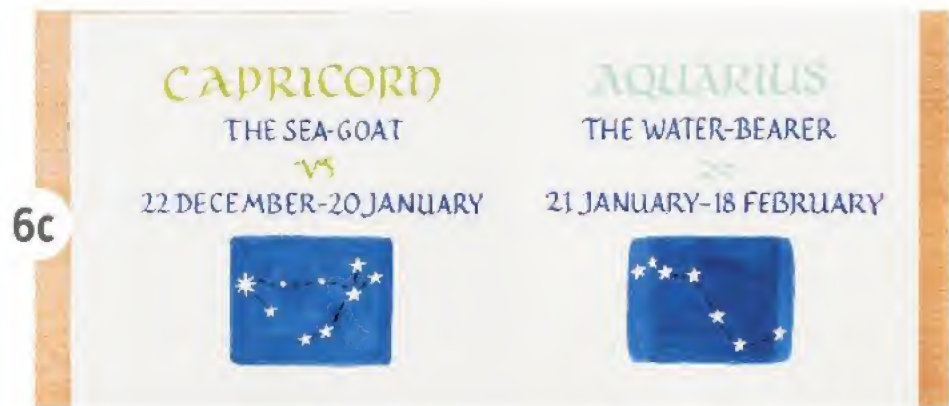 6c
CAPRICORN
THE SEA-GOAT
22 DECEMBER-20 JANUARY
AQUARIUS
THE WATER-BEARER
21 JANUARY-18 FEBRUARY